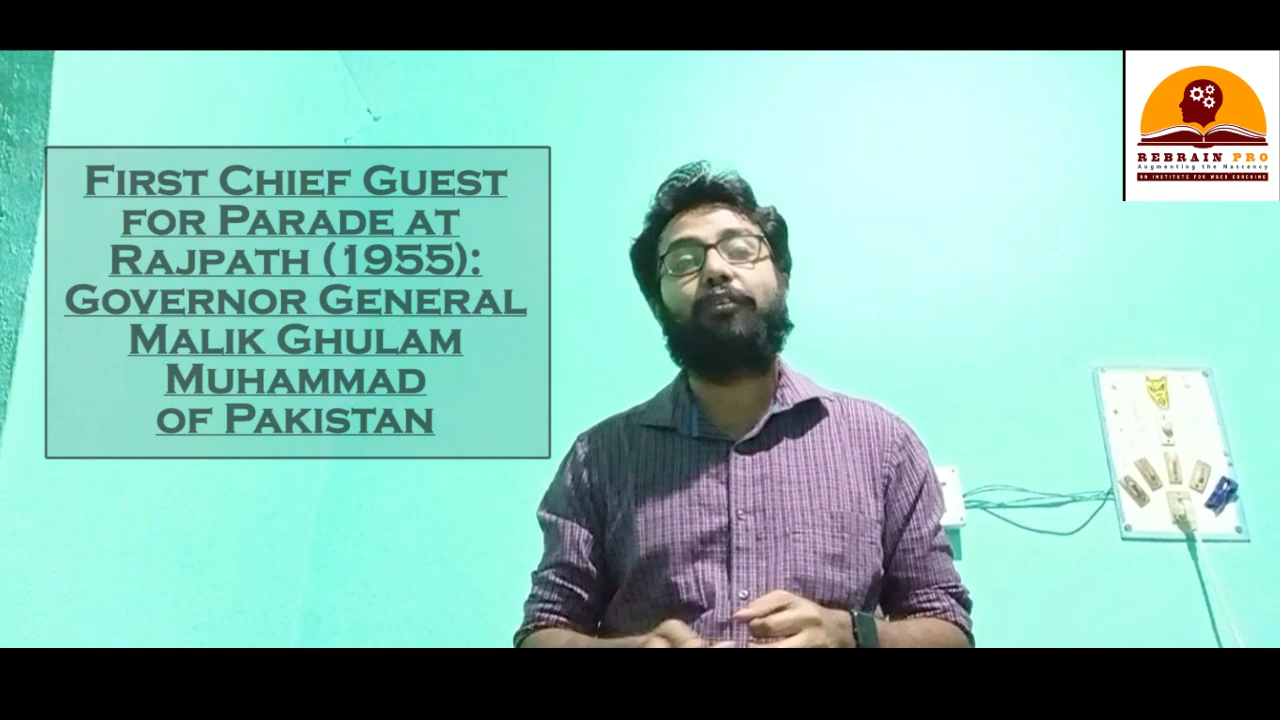 First Chief Guest
for Parade at
Rajpath (1955):
Governor General
Malik Ghulam
Muhammad
of Pakistan
REBRAIN PRO
Augmenting the Nascency
AN INSTITUTE FOR WBCS COACHING